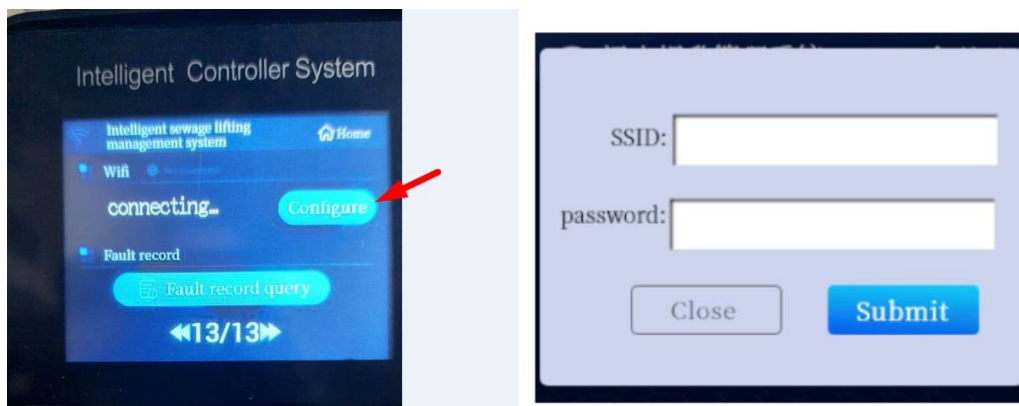 Intelligent Controller System
Intelligent sewage lifting
management system
Home
Wifi
connecting...
Configure
Fault record
Fault record query
13/13
SSID:
password:
Close
Submit